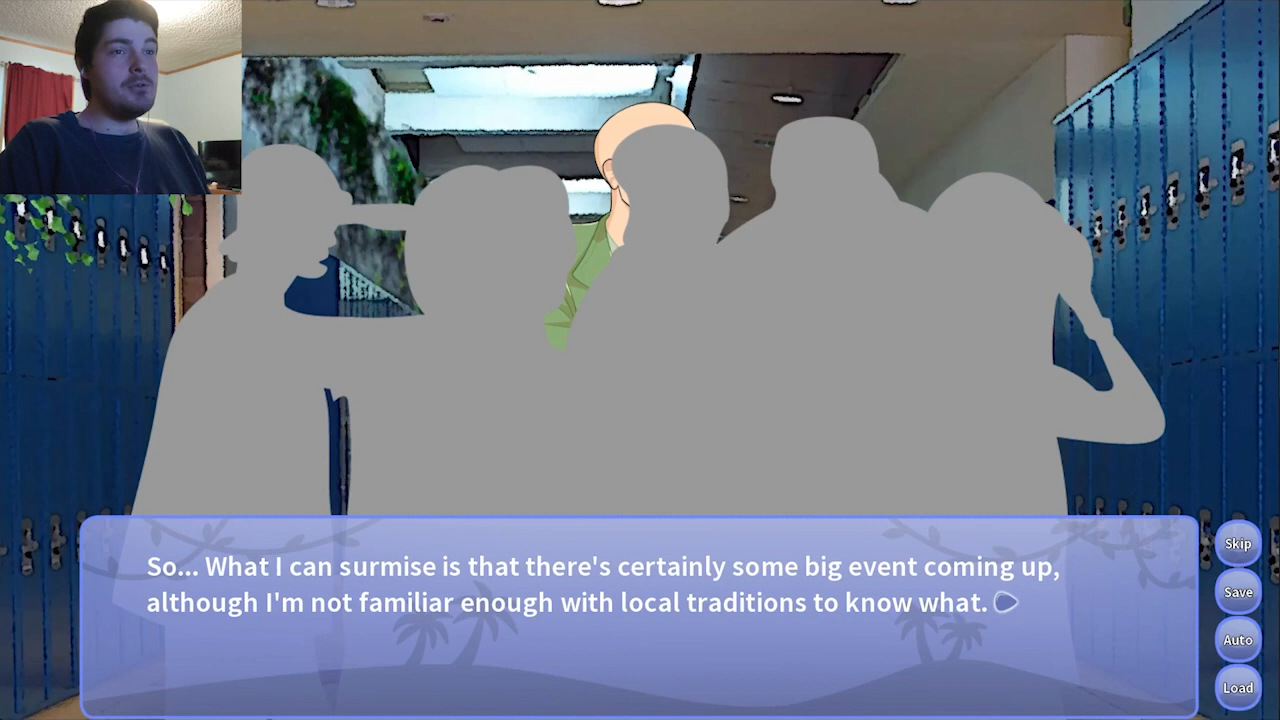 So... What I can surmise is that there's certainly some big event coming up,
although I'm not familiar enough with local traditions to know what.
Skip
Save
Auto
Load